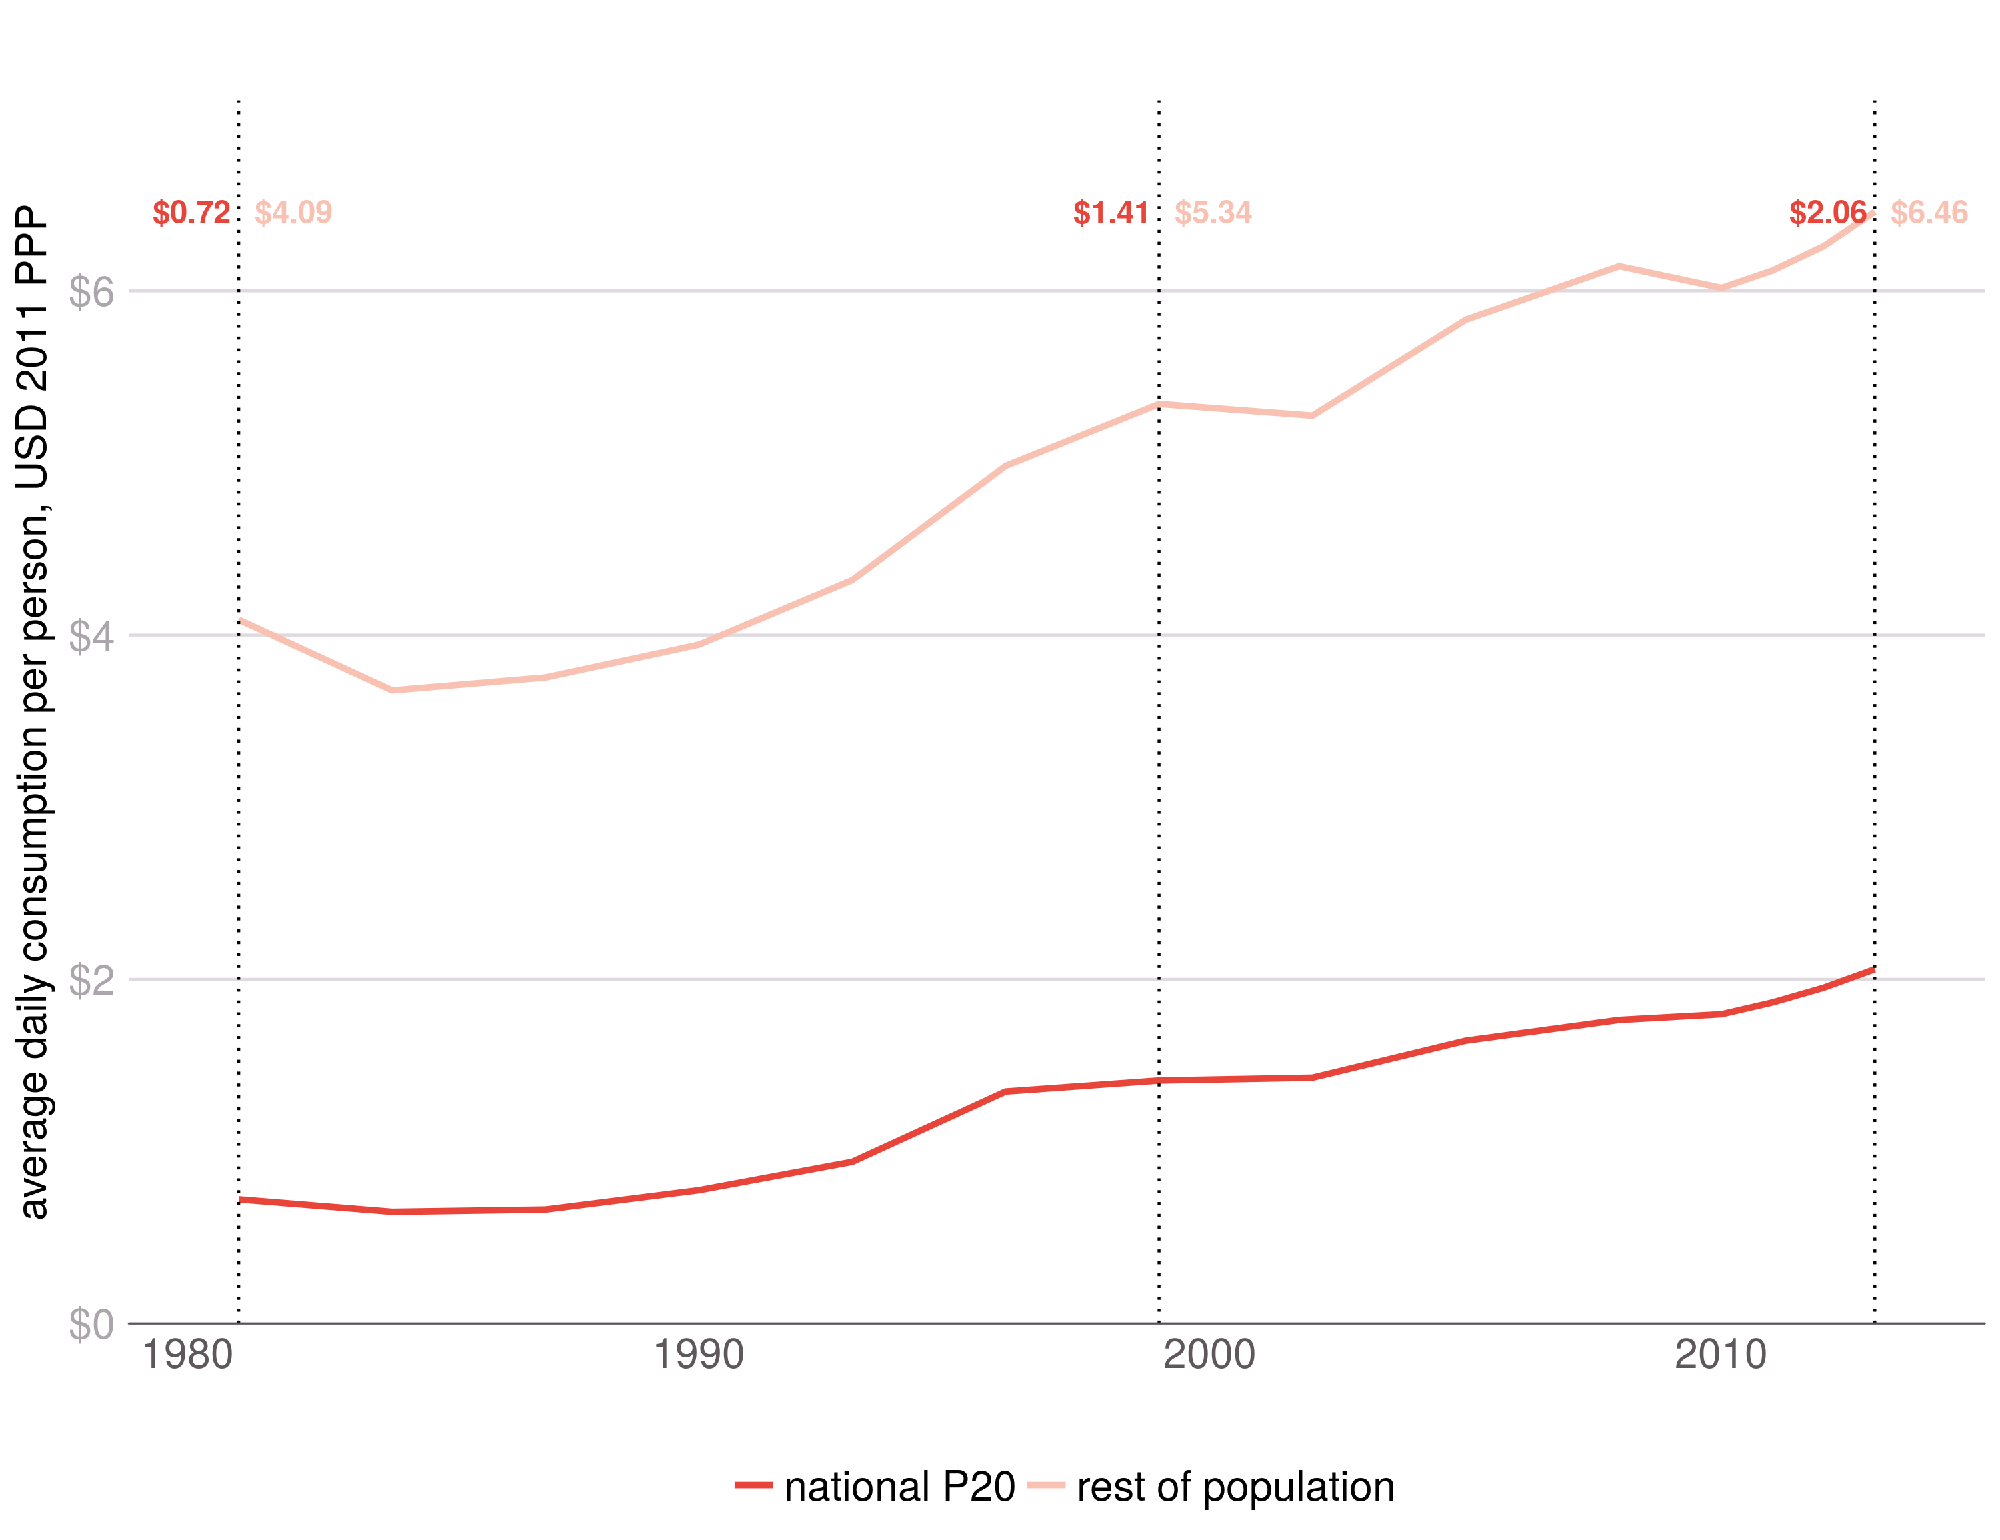 average daily consumption per person, USD 2011 PPP
$0.72 $4.09 $1.41 $5.34 $2.06 $6.46
$6
$4
$2
$0
1980 1990 2000 2010
national P20 rest of population